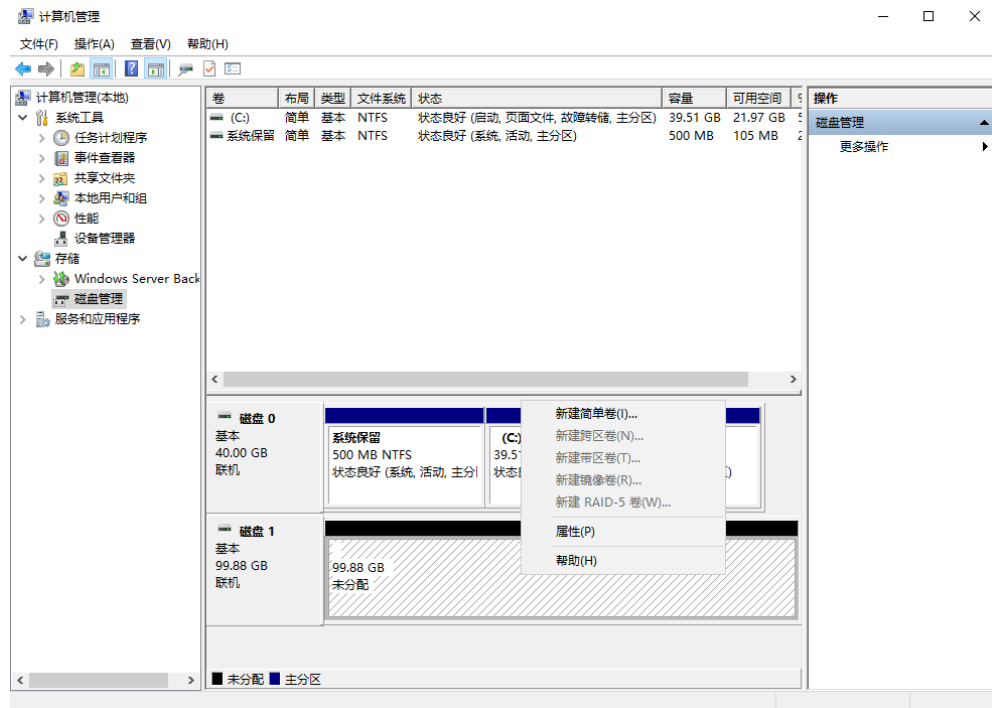 计算机管理
文件(F) 操作(A) 查看(V) 帮助(H)
计算机管理(本地)
系统工具
任务计划程序
事件查看器
共享文件夹
本地用户和组
性能
设备管理器
存储
Windows Server Back
磁盘管理
服务和应用程序
卷 布局 类型 文件系统 状态 容量 可用空间
(C:) 简单 基本 NTFS 状态良好 (启动, 页面文件, 故障转储, 主分区) 39.51 GB 21.97 GB
系统保留 简单 基本 NTFS 状态良好 (系统, 活动, 主分区) 500 MB 105 MB
操作
磁盘管理
更多操作
磁盘 0
基本
40.00 GB
联机
系统保留
500 MB NTFS
状态良好 (系统, 活动, 主分
(C:)
39.5
状态
新建简单卷(I)...
新建跨区卷(N)...
新建带区卷(T)...
新建镜像卷(R)...
新建 RAID-5 卷(W)...
属性(P)
帮助(H)
磁盘 1
基本
99.88 GB
联机
99.88 GB
未分配
未分配 主分区